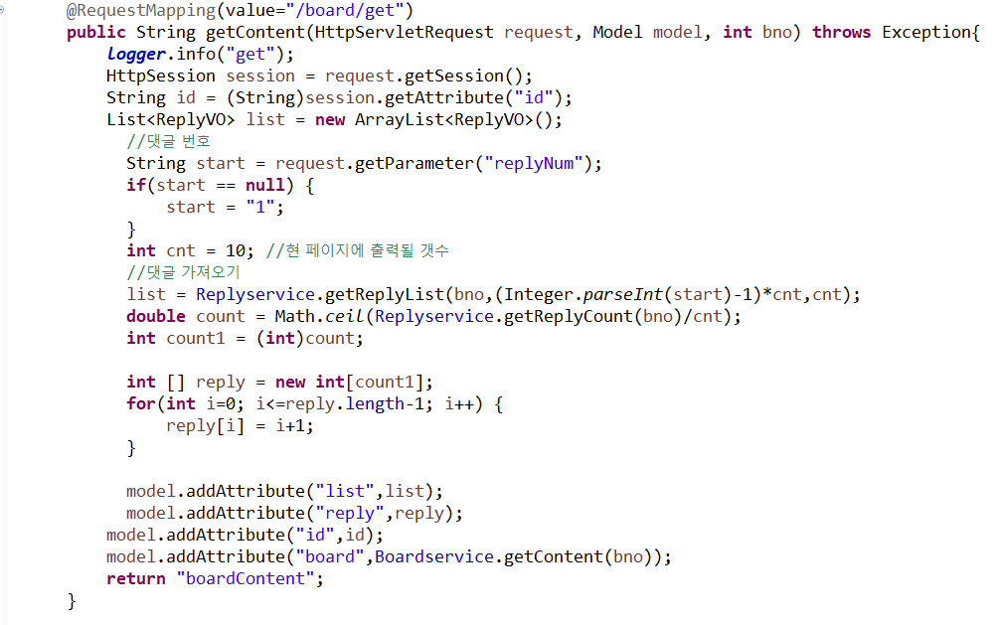 @RequestMapping(value="/board/get")
public String getContent(HttpServletRequest request, Model model, int bno) throws Exception{
logger.info("get");
HttpSession session = request.getSession();
String id = (String)session.getAttribute("id");
List<ReplyVO> list = new ArrayList<ReplyVO>();
//댓글 번호
String start = request.getParameter("replyNum");
if(start == null) {
start = "1";
}
int cnt = 10; //현 페이지에 출력될 갯수
//댓글 가져오기
list = Replyservice.getReplyList(bno,(Integer.parseInt(start)-1)*cnt,cnt);
double count = Math.ceil(Replyservice.getReplyCount(bno)/cnt);
int count1 = (int)count;
int [] reply = new int[count1];
for(int i=0; i<=reply.length-1; i++) {
reply[i] = i+1;
}
model.addAttribute("list",list);
model.addAttribute("reply",reply);
model.addAttribute("id",id);
model.addAttribute("board",Boardservice.getContent(bno));
return "boardContent";
}